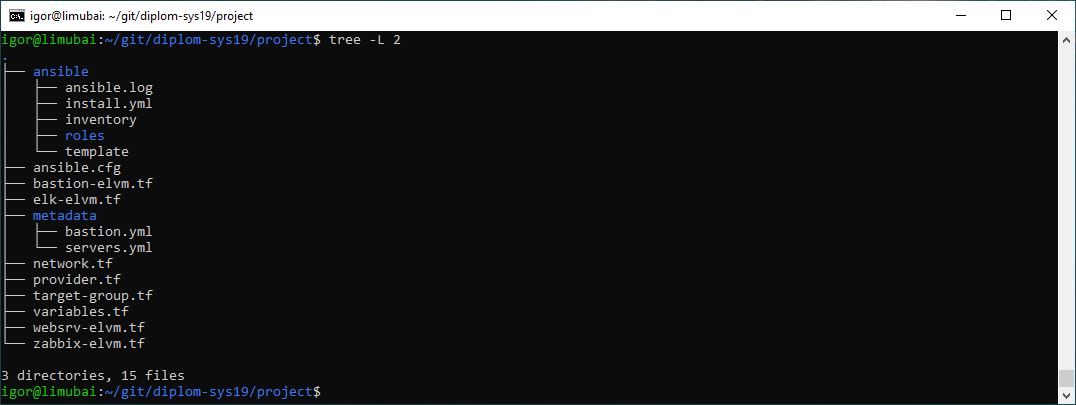 igor@limubai: ~/git/diplom-sys19/project
igor@limubai:~/git/diplom-sys19/project$ tree -L 2
.
├── ansible
│   ├── ansible.log
│   ├── install.yml
│   ├── inventory
│   ├── roles
│   └── template
├── ansible.cfg
├── bastion-elvm.tf
├── elk-elvm.tf
├── metadata
│   ├── bastion.yml
│   └── servers.yml
├── network.tf
├── provider.tf
├── target-group.tf
├── variables.tf
├── websrv-elvm.tf
└── zabbix-elvm.tf
3 directories, 15 files
igor@limubai:~/git/diplom-sys19/project$